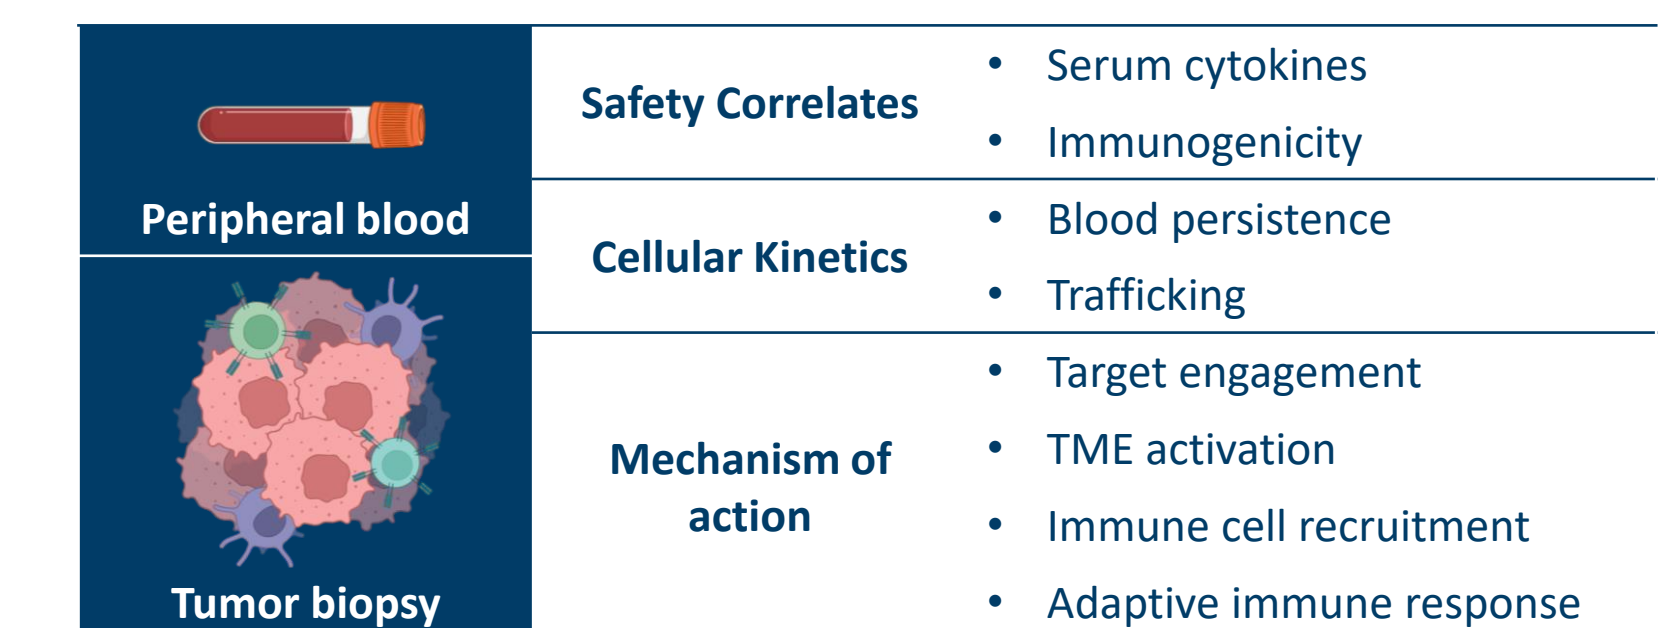 Peripheral blood
Tumor biopsy
Safety Correlates
• Serum cytokines
• Immunogenicity
Cellular Kinetics
• Blood persistence
• Trafficking
Mechanism of
action
• Target engagement
• TME activation
• Immune cell recruitment
• Adaptive immune response